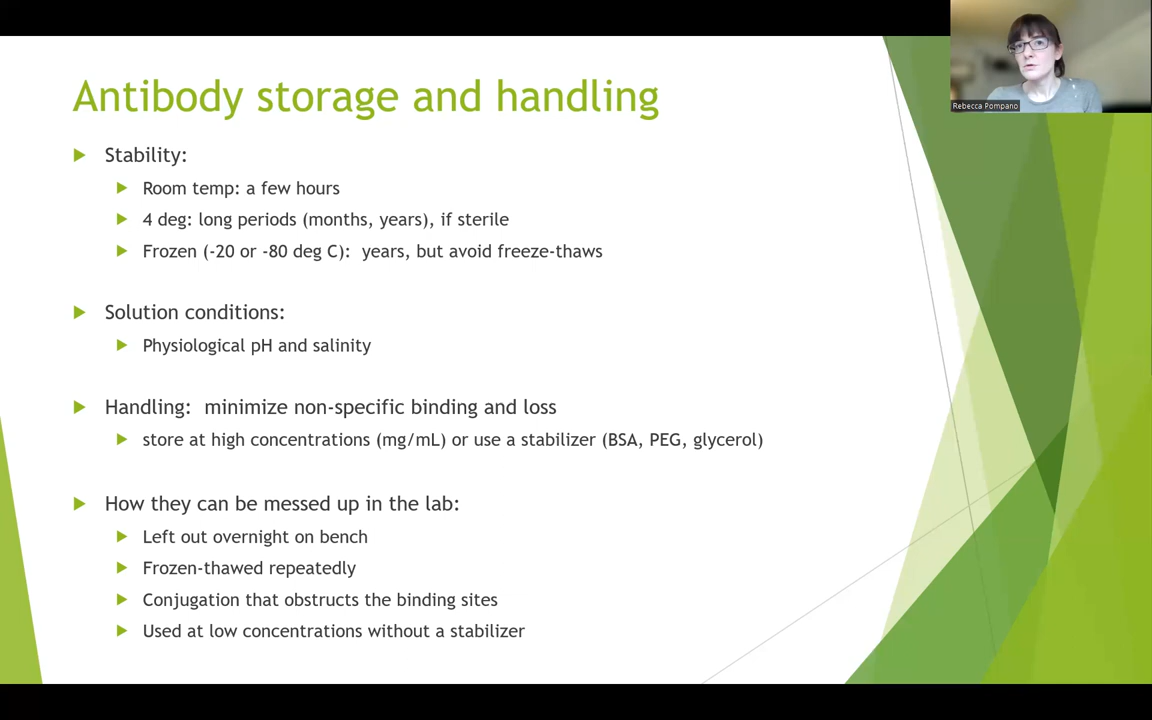 Antibody storage and handling
Rebecca Pompano
Stability:
Room temp: a few hours
4 deg: long periods (months, years), if sterile
Frozen (-20 or -80 deg C):  years, but avoid freeze-thaws
Solution conditions:
Physiological pH and salinity
Handling:  minimize non-specific binding and loss
store at high concentrations (mg/mL) or use a stabilizer (BSA, PEG, glycerol)
How they can be messed up in the lab:
Left out overnight on bench
Frozen-thawed repeatedly
Conjugation that obstructs the binding sites
Used at low concentrations without a stabilizer